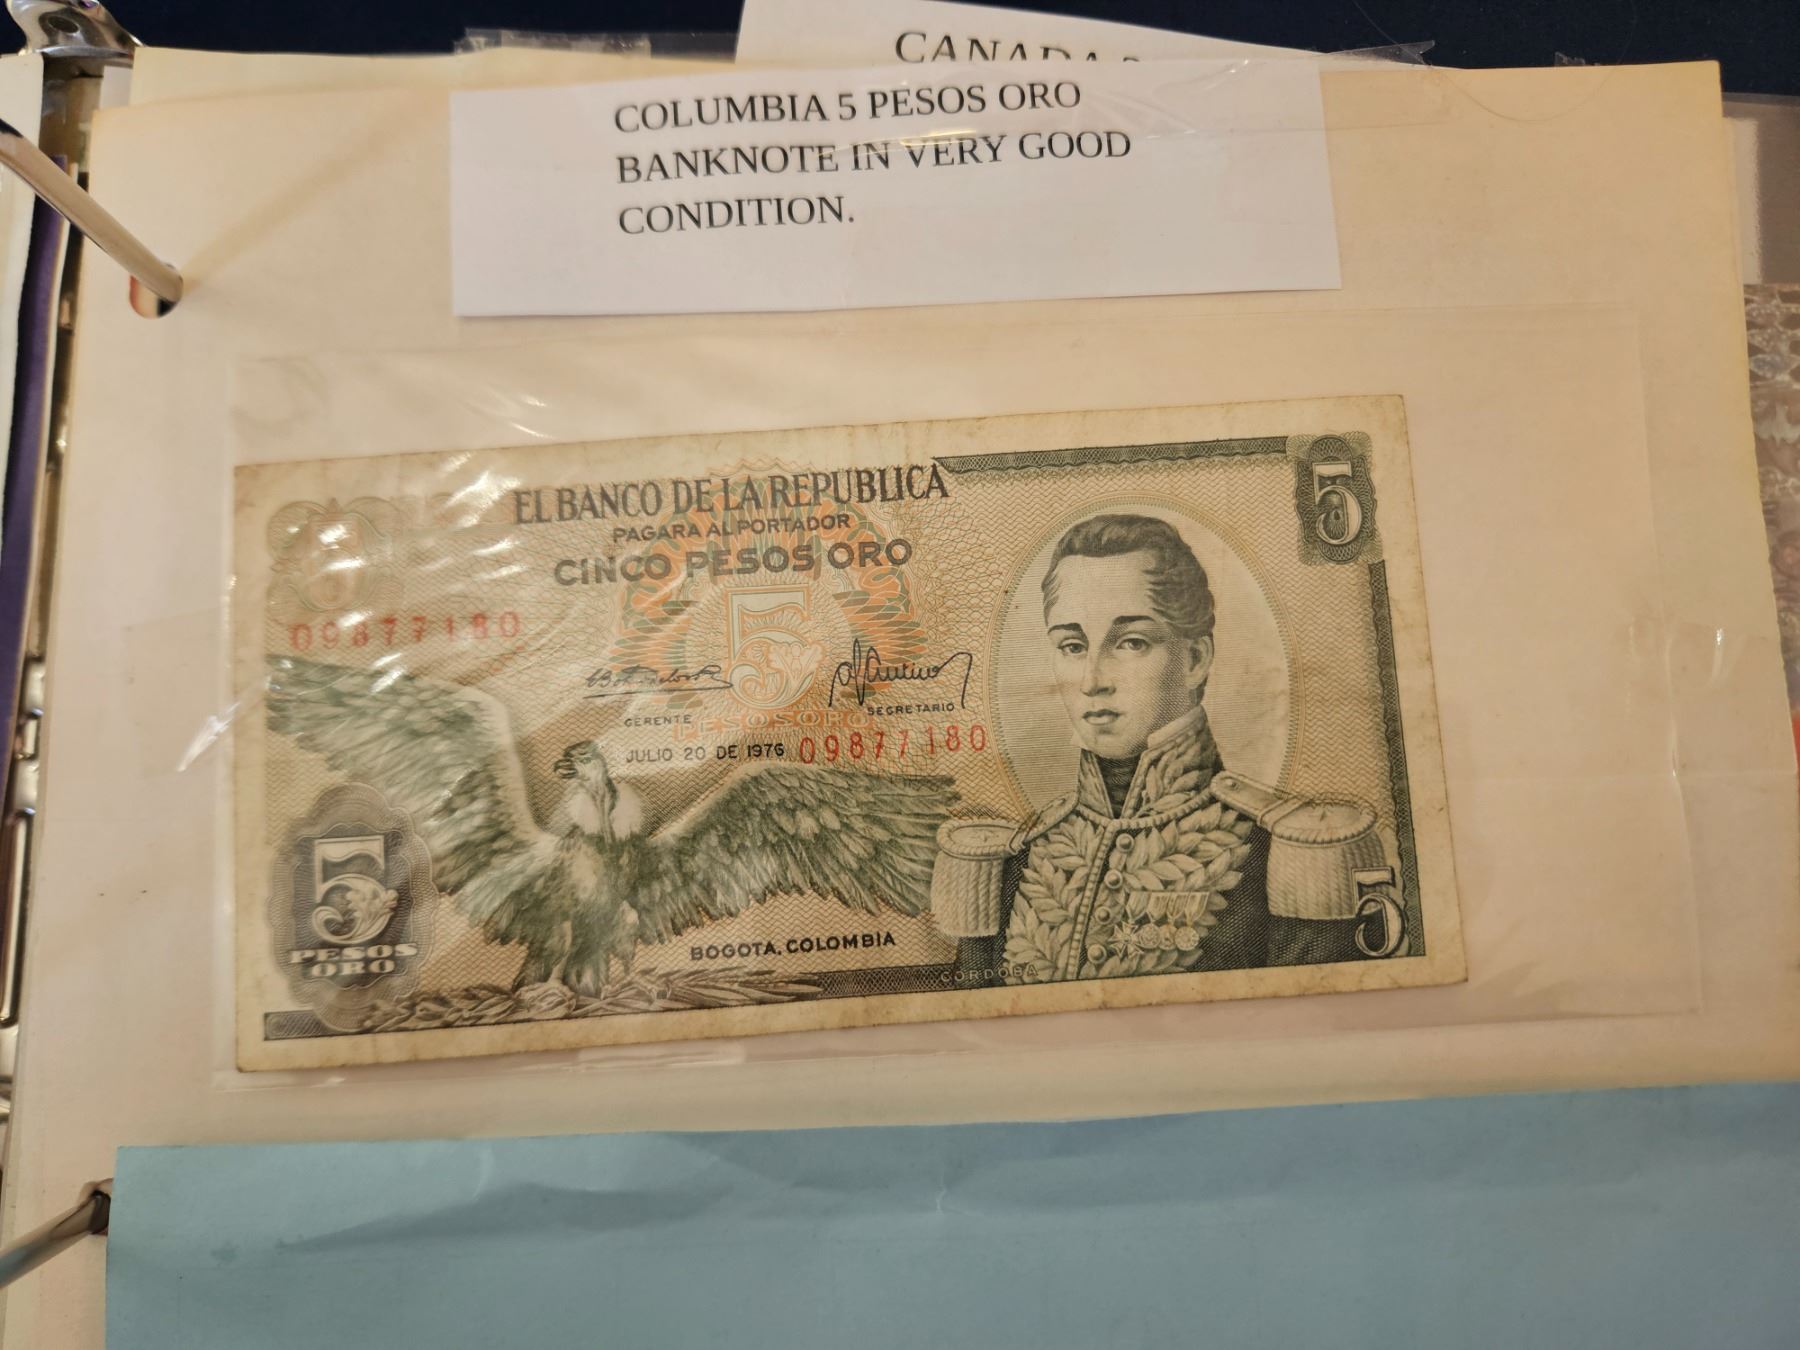 CANADA
COLUMBIA 5 PESOS ORO
BANKNOTE IN VERY GOOD
CONDITION.
5
EL BANCO DE LA REPUBLICA
PAGARA AL PORTADOR
CINCO PESOS ORO
5
09877180
5
GERENTE
SECRETARIO
PESOS ORO
JULIO 20 DE 1976 09877180
5
PESOS
ORO
BOGOTA, COLOMBIA
5
CORDOBA